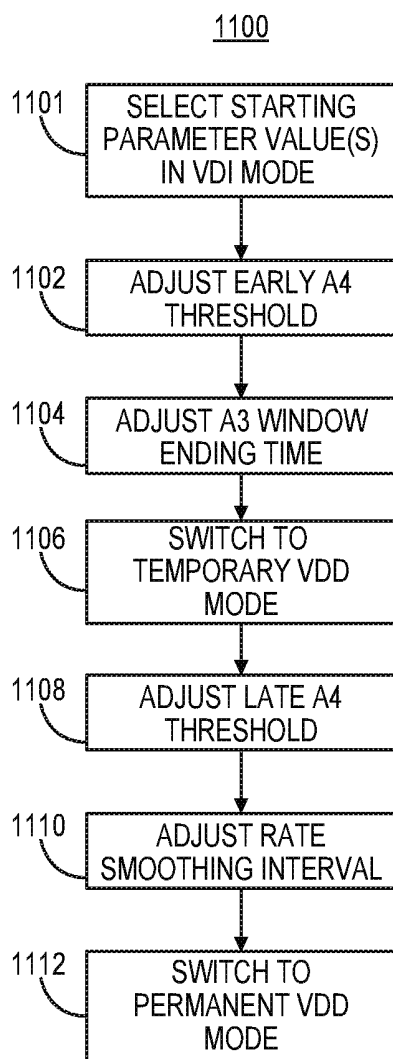 1100
1101
SELECT STARTING
PARAMETER VALUE(S)
IN VDI MODE
1102
ADJUST EARLY A4
THRESHOLD
1104
ADJUST A3 WINDOW
ENDING TIME
1106
SWITCH TO
TEMPORARY VDD
MODE
1108
ADJUST LATE A4
THRESHOLD
1110
ADJUST RATE
SMOOTHING INTERVAL
1112
SWITCH TO
PERMANENT VDD
MODE